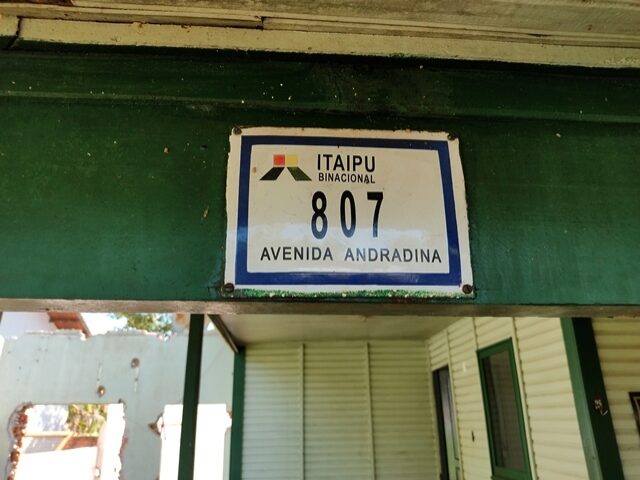 ITAIPU
BINACIONAL
807
AVENIDA ANDRADINA